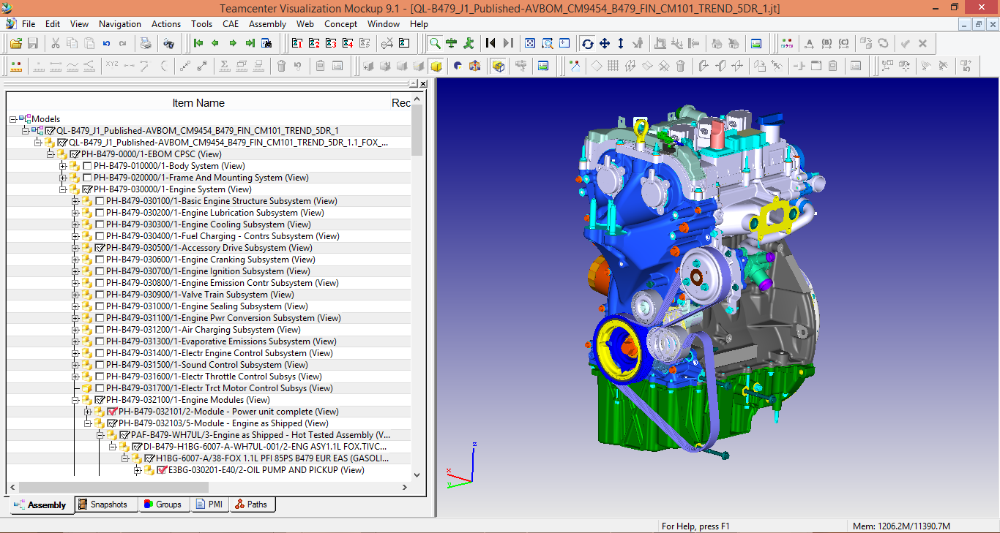 Teamcenter Visualization Mockup 9.1 - [QL-B479_J1_Published-AVBOM_CM9454_B479_FIN_CM101_TREND_5DR_1.jt]
File Edit View Navigation Actions Tools CAE Assembly Web Concept Window Help
1 2 3 4 5
A (B) (C)
XYZ
Item Name Rec
Models
QL-B479_J1_Published-AVBOM_CM9454_B479_FIN_CM101_TREND_5DR_1
QL-B479_J1_Published-AVBOM_CM9454_B479_FIN_CM101_TREND_5DR_1.1_FOX_...
PH-B479-0000/1-EBOM CPSC (View)
PH-B479-010000/1-Body System (View)
PH-B479-020000/1-Frame And Mounting System (View)
PH-B479-030000/1-Engine System (View)
PH-B479-030100/1-Basic Engine Structure Subsystem (View)
PH-B479-030200/1-Engine Lubrication Subsystem (View)
PH-B479-030300/1-Engine Cooling Subsystem (View)
PH-B479-030400/1-Fuel Charging - Contrs Subsystem (View)
PH-B479-030500/1-Accessory Drive Subsystem (View)
PH-B479-030600/1-Engine Cranking Subsystem (View)
PH-B479-030700/1-Engine Ignition Subsystem (View)
PH-B479-030800/1-Engine Emission Contr Subsystem (View)
PH-B479-030900/1-Valve Train Subsystem (View)
PH-B479-031000/1-Engine Sealing Subsystem (View)
PH-B479-031100/1-Engine Pwr Conversion Subsystem (View)
PH-B479-031200/1-Air Charging Subsystem (View)
PH-B479-031300/1-Evaporative Emissions Subsystem (View)
PH-B479-031400/1-Electr Engine Control Subsystem (View)
PH-B479-031500/1-Sound Control Subsystem (View)
PH-B479-031600/1-Electr Throttle Control Subsys (View)
PH-B479-031700/1-Electr Trct Motor Control Subsys (View)
PH-B479-032100/1-Engine Modules (View)
PH-B479-032101/2-Module - Power unit complete (View)
PH-B479-032103/5-Module - Engine as Shipped (View)
PAF-B479-WH7UL/3-Engine as Shipped - Hot Tested Assembly (V...
DI-B479-H1BG-6007-A-WH7UL-001/2-ENG ASY1.1L FOX.TIVC...
H1BG-6007-A/38-FOX 1.1L PFI 85PS B479 EUR EAS (GASOLI...
E3BG-030201-E40/2-OIL PUMP AND PICKUP (View)
z
x
y
Assembly Snapshots Groups PMI Paths
For Help, press F1 Mem: 1206.2M/11390.7M